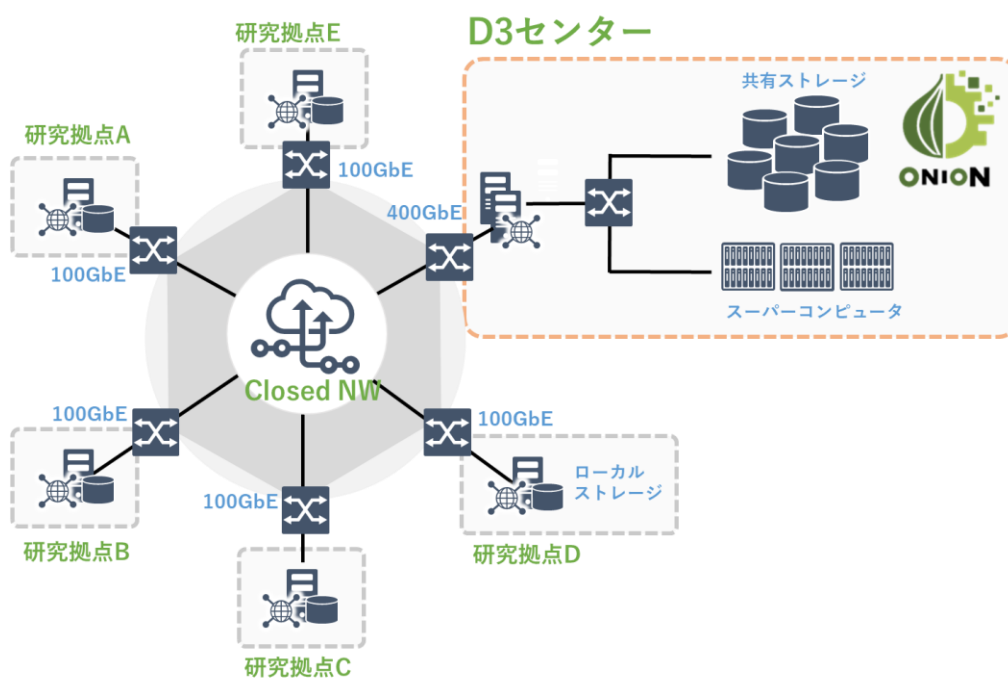 研究拠点E
D3センター
共有ストレージ
ONION
研究拠点A
100GbE
400GbE
100GbE
スーパーコンピュータ
Closed NW
100GbE
100GbE
ローカル
ストレージ
100GbE
研究拠点B
研究拠点D
研究拠点C